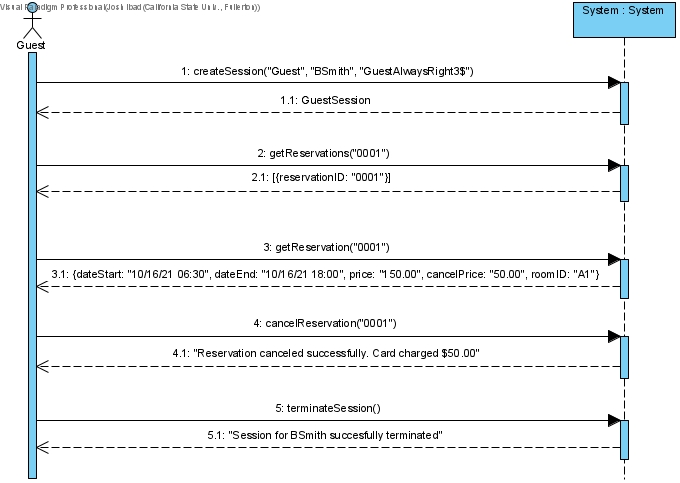 Visual Paradigm Professional(Josh Ibad(California State Univ., Fullerton))
System : System
Guest
1: createSession("Guest", "BSmith", "GuestAlwaysRight3$")
1.1: GuestSession
2: getReservations("0001")
2.1: [{reservationID: "0001"}]
3: getReservation("0001")
3.1: {dateStart: "10/16/21 06:30", dateEnd: "10/16/21 18:00", price: "150.00", cancelPrice: "50.00", roomID: "A1"}
4: cancelReservation("0001")
4.1: "Reservation canceled successfully. Card charged $50.00"
5: terminateSession()
5.1: "Session for BSmith succesfully terminated"